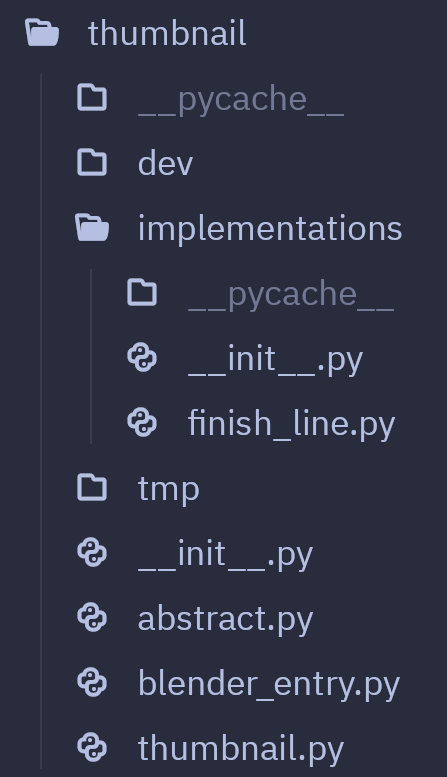 thumbnail
__pycache__
dev
implementations
__pycache__
__init__.py
finish_line.py
tmp
__init__.py
abstract.py
blender_entry.py
thumbnail.py